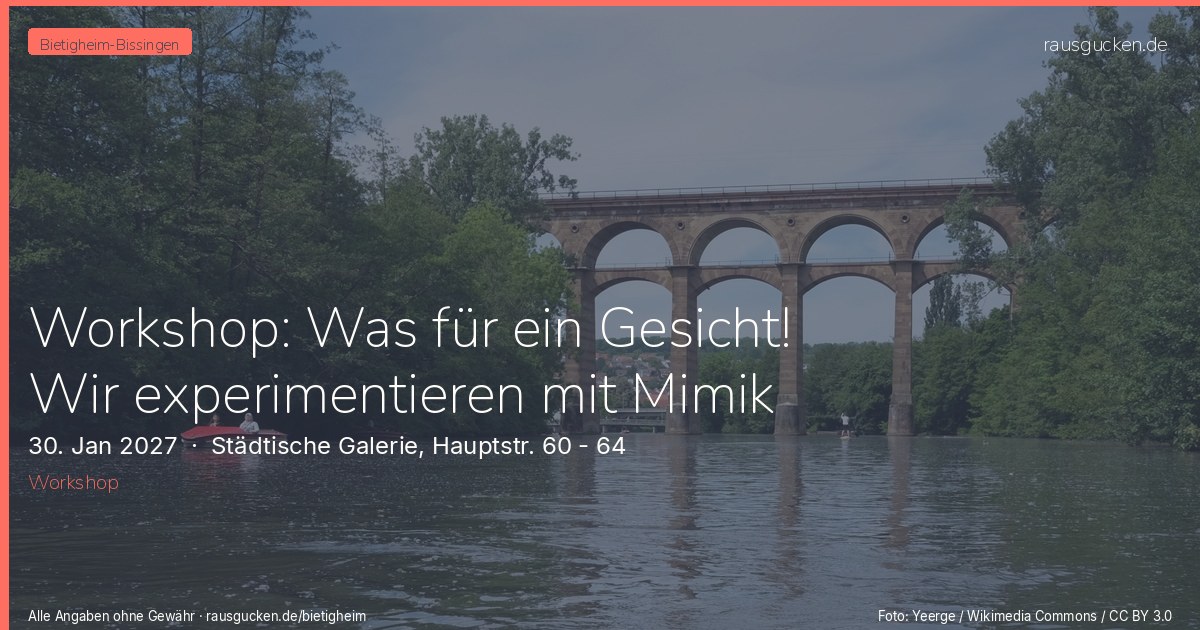 Bietigheim-Bissingen
rausgucken.de
Workshop: Was für ein Gesicht!
Wir experimentieren mit Mimik
30. Jan 2027 · Städtische Galerie, Hauptstr. 60 - 64
Workshop
Alle Angaben ohne Gewähr · rausgucken.de/bietigheim
Foto: Yeerge / Wikimedia Commons / CC BY 3.0